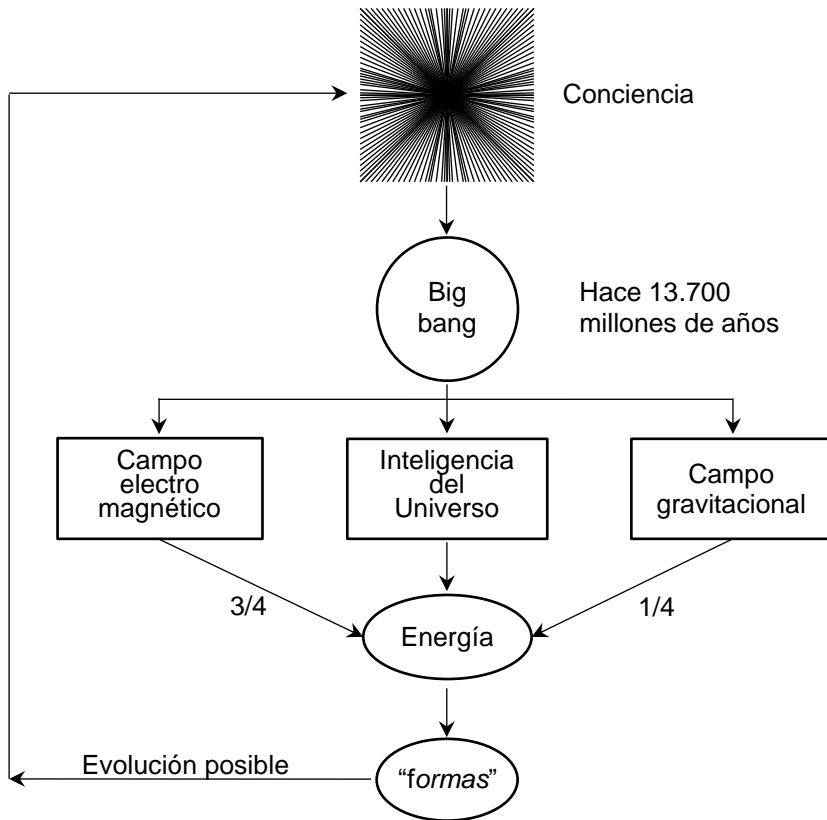 Conciencia
Big
bang
Hace 13.700
millones de años
Campo
electro
magnético
Inteligencia
del
Universo
Campo
gravitacional
3/4
1/4
Energía
Evolución posible
“formas”